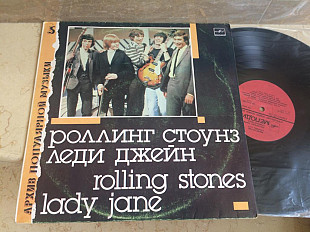 5
АРХИВ ПОПУЛЯРНОЙ МУЗЫКИ
роллинг стоунз
леди джейн
rolling stones
lady jane